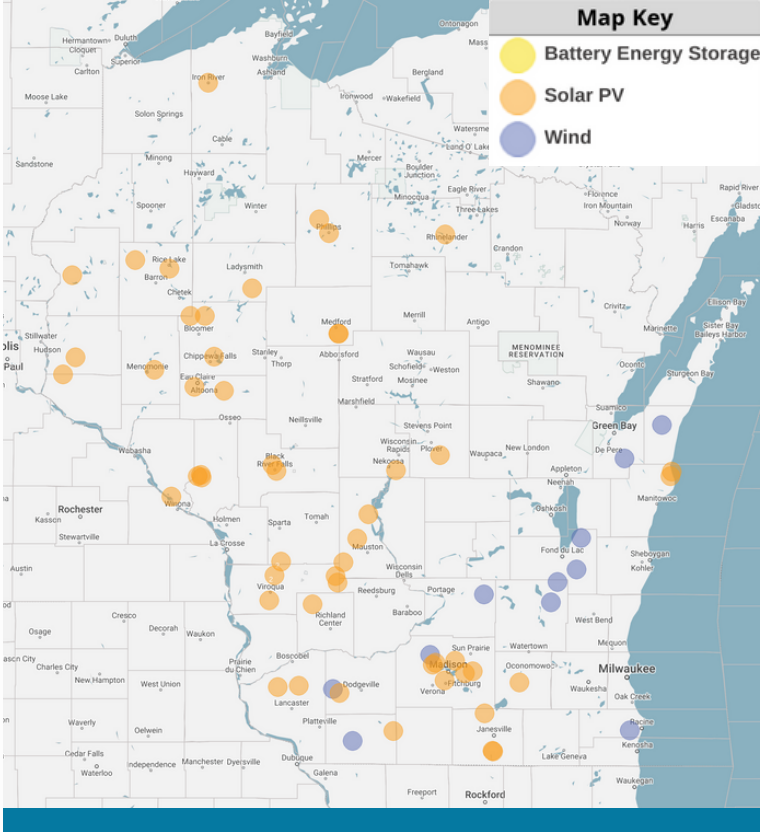 Map Key
Battery Energy Storage
Solar PV
Wind
Ontonagon
Bayfield
Hermantown
Duluth
Cloquet
Superior
Mass
Carlton
Washburn
Ashland
Bergland
Iron River
Moose Lake
Ironwood
Wakefield
Solon Springs
Watersme
Cable
Land O' Lake
Sandstone
Minong
Mercer
Boulder
Junction
Hayward
Eagle River
Florence
Rapid River
Spooner
Winter
Minocqua
Three Lakes
Iron Mountain
Gladsto
Escanaba
Norway
Harris
Phillips
Rhinelander
Crandon
Rice Lake
Barron
Ladysmith
Tomahawk
Chetek
Ellison Bay
Crivitz
Merrill
Antigo
Medford
Bloomer
Marinette
Sister Bay
Baileys Harbor
Stillwater
Hudson
olis
Paul
Chippewa Falls
Stanley
Thorp
Abbotsford
Wausau
MENOMINEE
RESERVATION
Menomonie
Schofield
Weston
Oconto
Sturgeon Bay
Eau Claire
Altoona
Stratford
Mosinee
Shawano
Marshfield
Suamico
Osseo
Neillsville
Stevens Point
Green Bay
Wabasha
Wisconsin
Rapids
Plover
New London
De Pere
Black
River Falls
Nekoosa
Waupaca
Appleton
Neenah
Winona
Manitowoc
Rochester
Kasson
Holmen
Sparta
Tomah
Oshkosh
Stewartville
La Crosse
Mauston
Fond du Lac
Sheboygan
Kohler
Austin
Wisconsin
Dells
Viroqua
Reedsburg
Portage
Cresco
Richland
Center
Baraboo
West Bend
Osage
Decorah
Waukon
Mequon
Boscobel
Sun Prairie
Watertown
ason City
Charles City
Prairie
du Chien
Madison
Oconomowoc
Milwaukee
New Hampton
West Union
Dodgeville
Verona
Fitchburg
Waukesha
Oak Creek
Lancaster
Waverly
Oelwein
Platteville
Janesville
Racine
Kenosha
Cedar Falls
Waterloo
Independence
Manchester
Dyersville
Dubuque
Lake Geneva
Galena
Waukegan
Freeport
Rockford